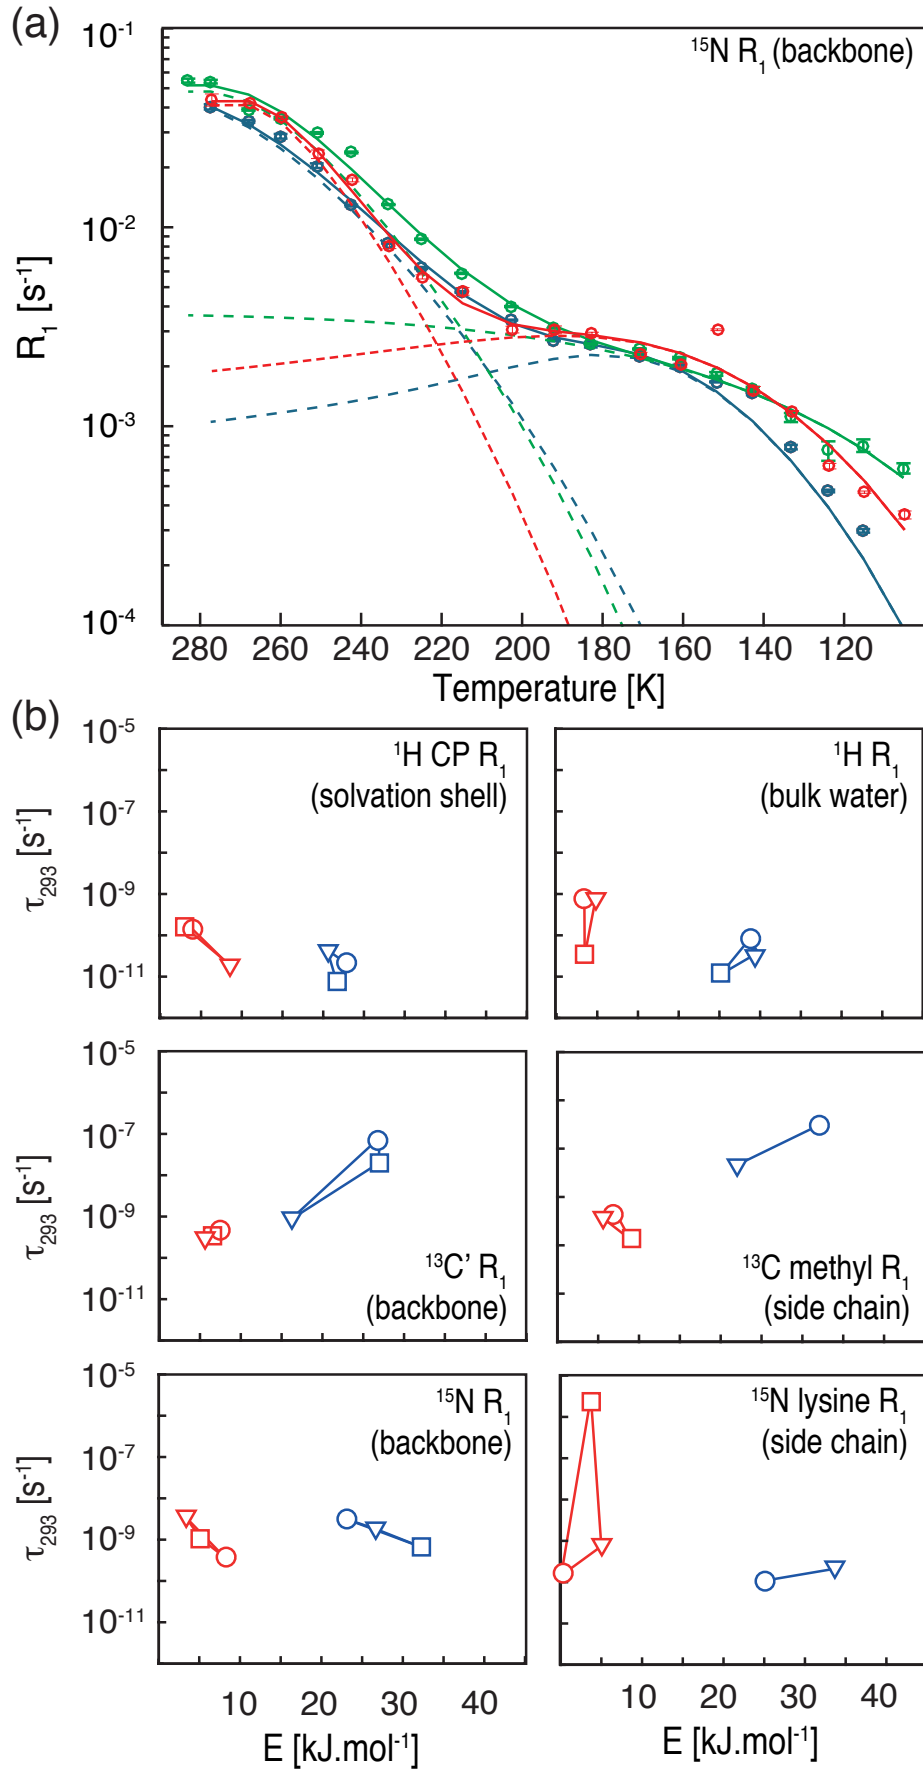 (a)
10⁻¹
¹⁵N R₁ (backbone)
10⁻²
R₁ [s⁻¹]
10⁻³
10⁻⁴
280 260 240 220 200 180 160 140 120
Temperature [K]
(b)
10⁻⁵
10⁻⁷
10⁻⁹
10⁻¹¹
τ₂₉₃ [s⁻¹]
¹H CP R₁
(solvation shell)
¹H R₁
(bulk water)
10⁻⁵
10⁻⁷
10⁻⁹
10⁻¹¹
τ₂₉₃ [s⁻¹]
¹³C' R₁
(backbone)
¹³C methyl R₁
(side chain)
10⁻⁵
10⁻⁷
10⁻⁹
10⁻¹¹
τ₂₉₃ [s⁻¹]
¹⁵N R₁
(backbone)
¹⁵N lysine R₁
(side chain)
10 20 30 40
10 20 30 40
E [kJ.mol⁻¹]
E [kJ.mol⁻¹]